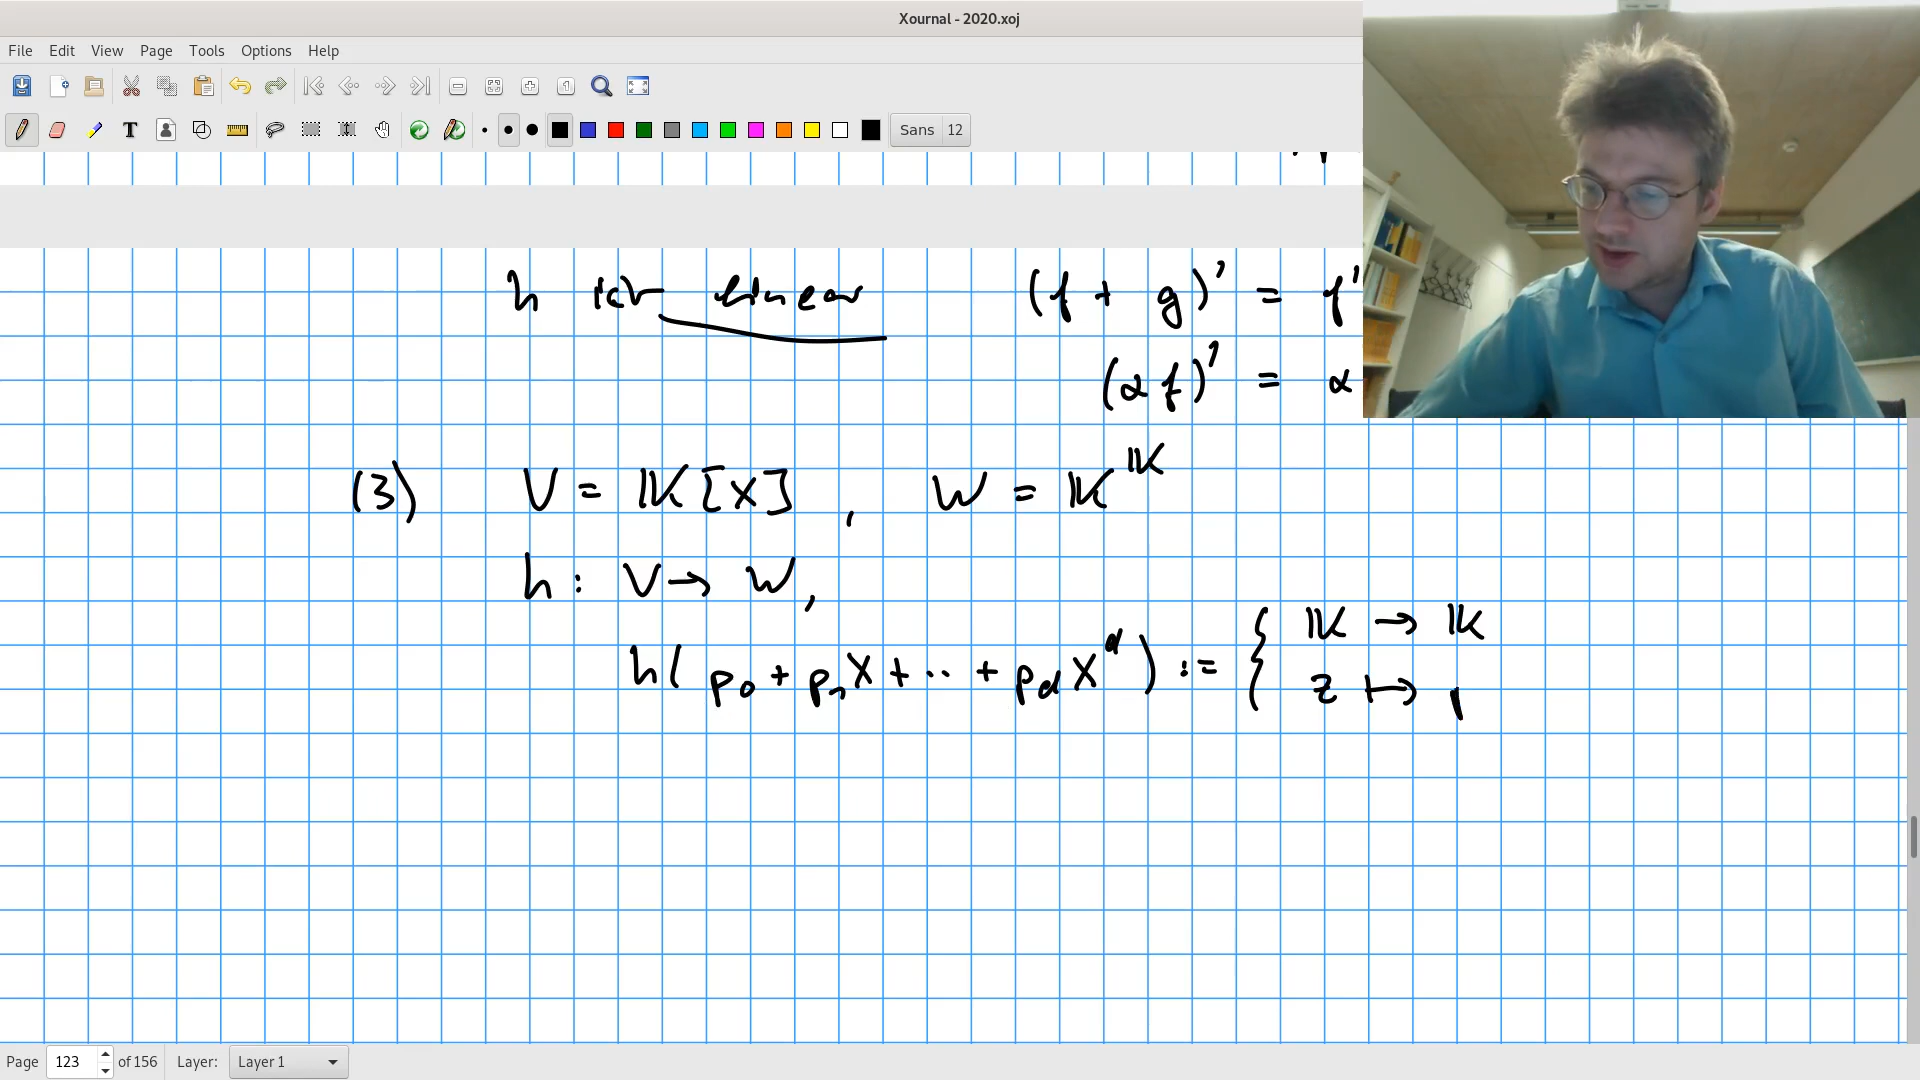 Xournal - 2020.xoj
File Edit View Page Tools Options Help
Sans 12
h ist linear (f + g)' = f'
(αf)' = α
(3) V = 𝕂[X], W = 𝕂^𝕂
h: V → W,
h(p₀ + p₁X + ·· + p_d X^d) := { 𝕂 → 𝕂
z ↦ p
Page 123 of 156 Layer: Layer 1